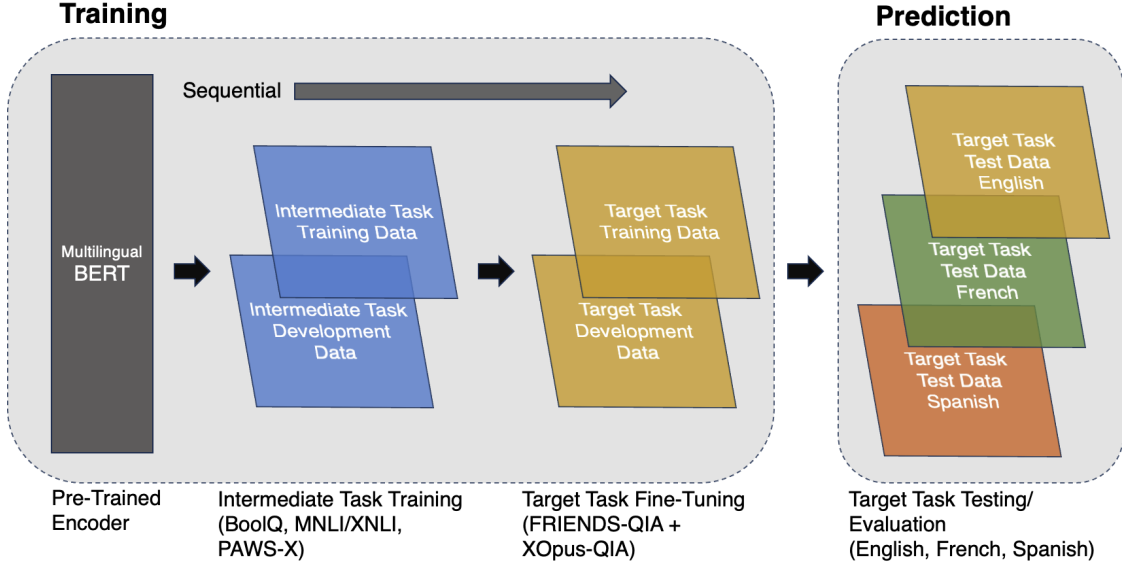 Training
Prediction
Sequential
Multilingual
BERT
Intermediate Task
Training Data
Intermediate Task
Development
Data
Target Task
Training Data
Target Task
Development
Data
Target Task
Test Data
English
Target Task
Test Data
French
Target Task
Test Data
Spanish
Pre-Trained
Encoder
Intermediate Task Training
(BoolQ, MNLI/XNLI,
PAWS-X)
Target Task Fine-Tuning
(FRIENDS-QIA +
XOpus-QIA)
Target Task Testing/
Evaluation
(English, French, Spanish)